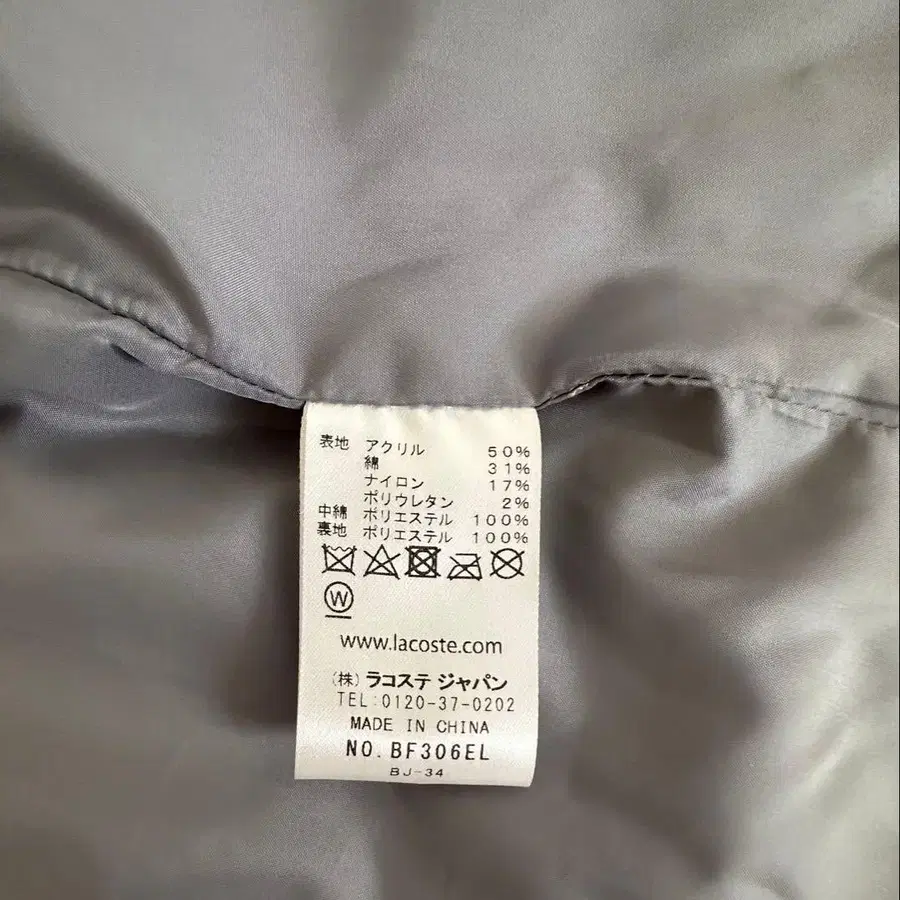 表地 アクリル 50%
綿 31%
ナイロン 17%
ポリウレタン 2%
中綿 ポリエステル 100%
裏地 ポリエステル 100%
W
www.lacoste.com
(株) ラコステ ジャパン
TEL:0120-37-0202
MADE IN CHINA
NO. BF306EL
BJ-34